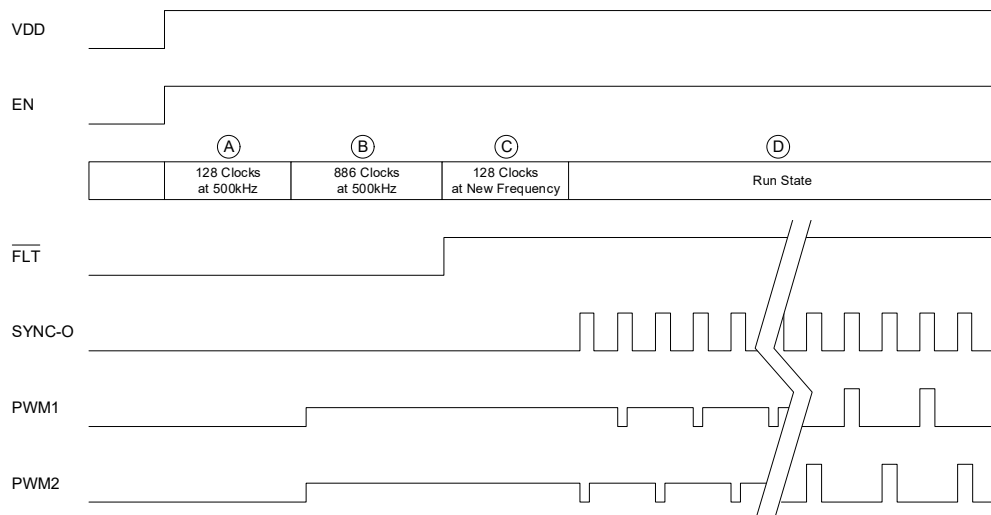 VDD
EN
A
B
C
D
128 Clocks
at 500kHz
886 Clocks
at 500kHz
128 Clocks
at New Frequency
Run State
FLT
SYNC-O
PWM1
PWM2